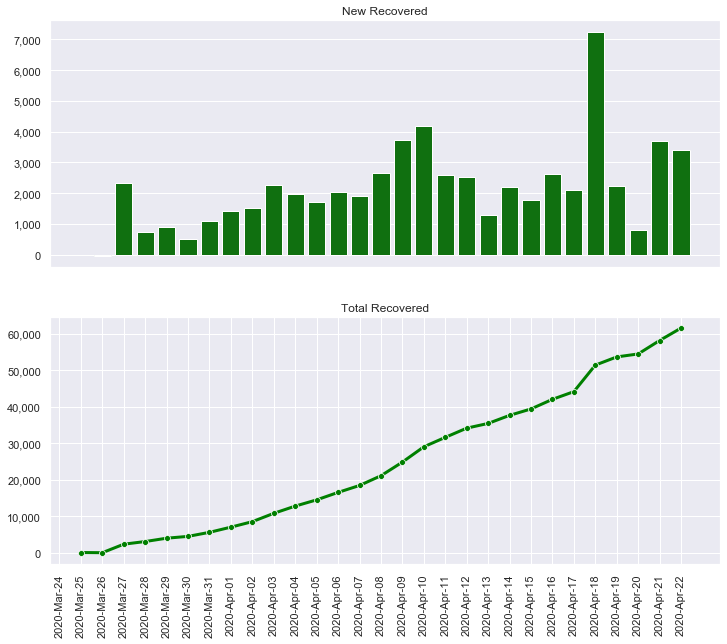 New Recovered
7,000
6,000
5,000
4,000
3,000
2,000
1,000
0
Total Recovered
60,000
50,000
40,000
30,000
20,000
10,000
0
2020-Mar-24
2020-Mar-25
2020-Mar-26
2020-Mar-27
2020-Mar-28
2020-Mar-29
2020-Mar-30
2020-Mar-31
2020-Apr-01
2020-Apr-02
2020-Apr-03
2020-Apr-04
2020-Apr-05
2020-Apr-06
2020-Apr-07
2020-Apr-08
2020-Apr-09
2020-Apr-10
2020-Apr-11
2020-Apr-12
2020-Apr-13
2020-Apr-14
2020-Apr-15
2020-Apr-16
2020-Apr-17
2020-Apr-18
2020-Apr-19
2020-Apr-20
2020-Apr-21
2020-Apr-22